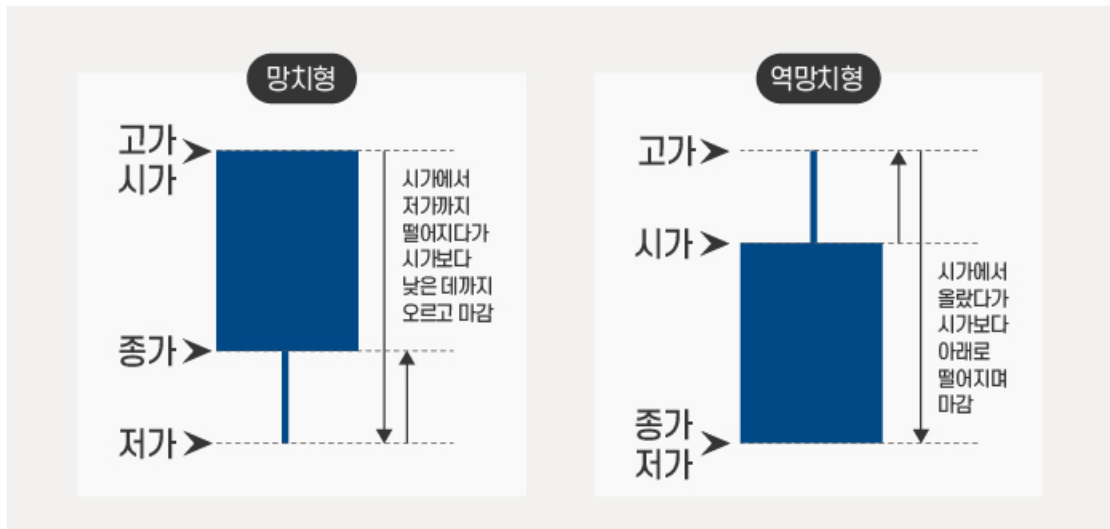 망치형
고가
시가
종가
저가
시가에서
저가까지
떨어지다가
시가보다
낮은 데까지
오르고 마감
역망치형
고가
시가
종가
저가
시가에서
올랐다가
시가보다
아래로
떨어지며
마감